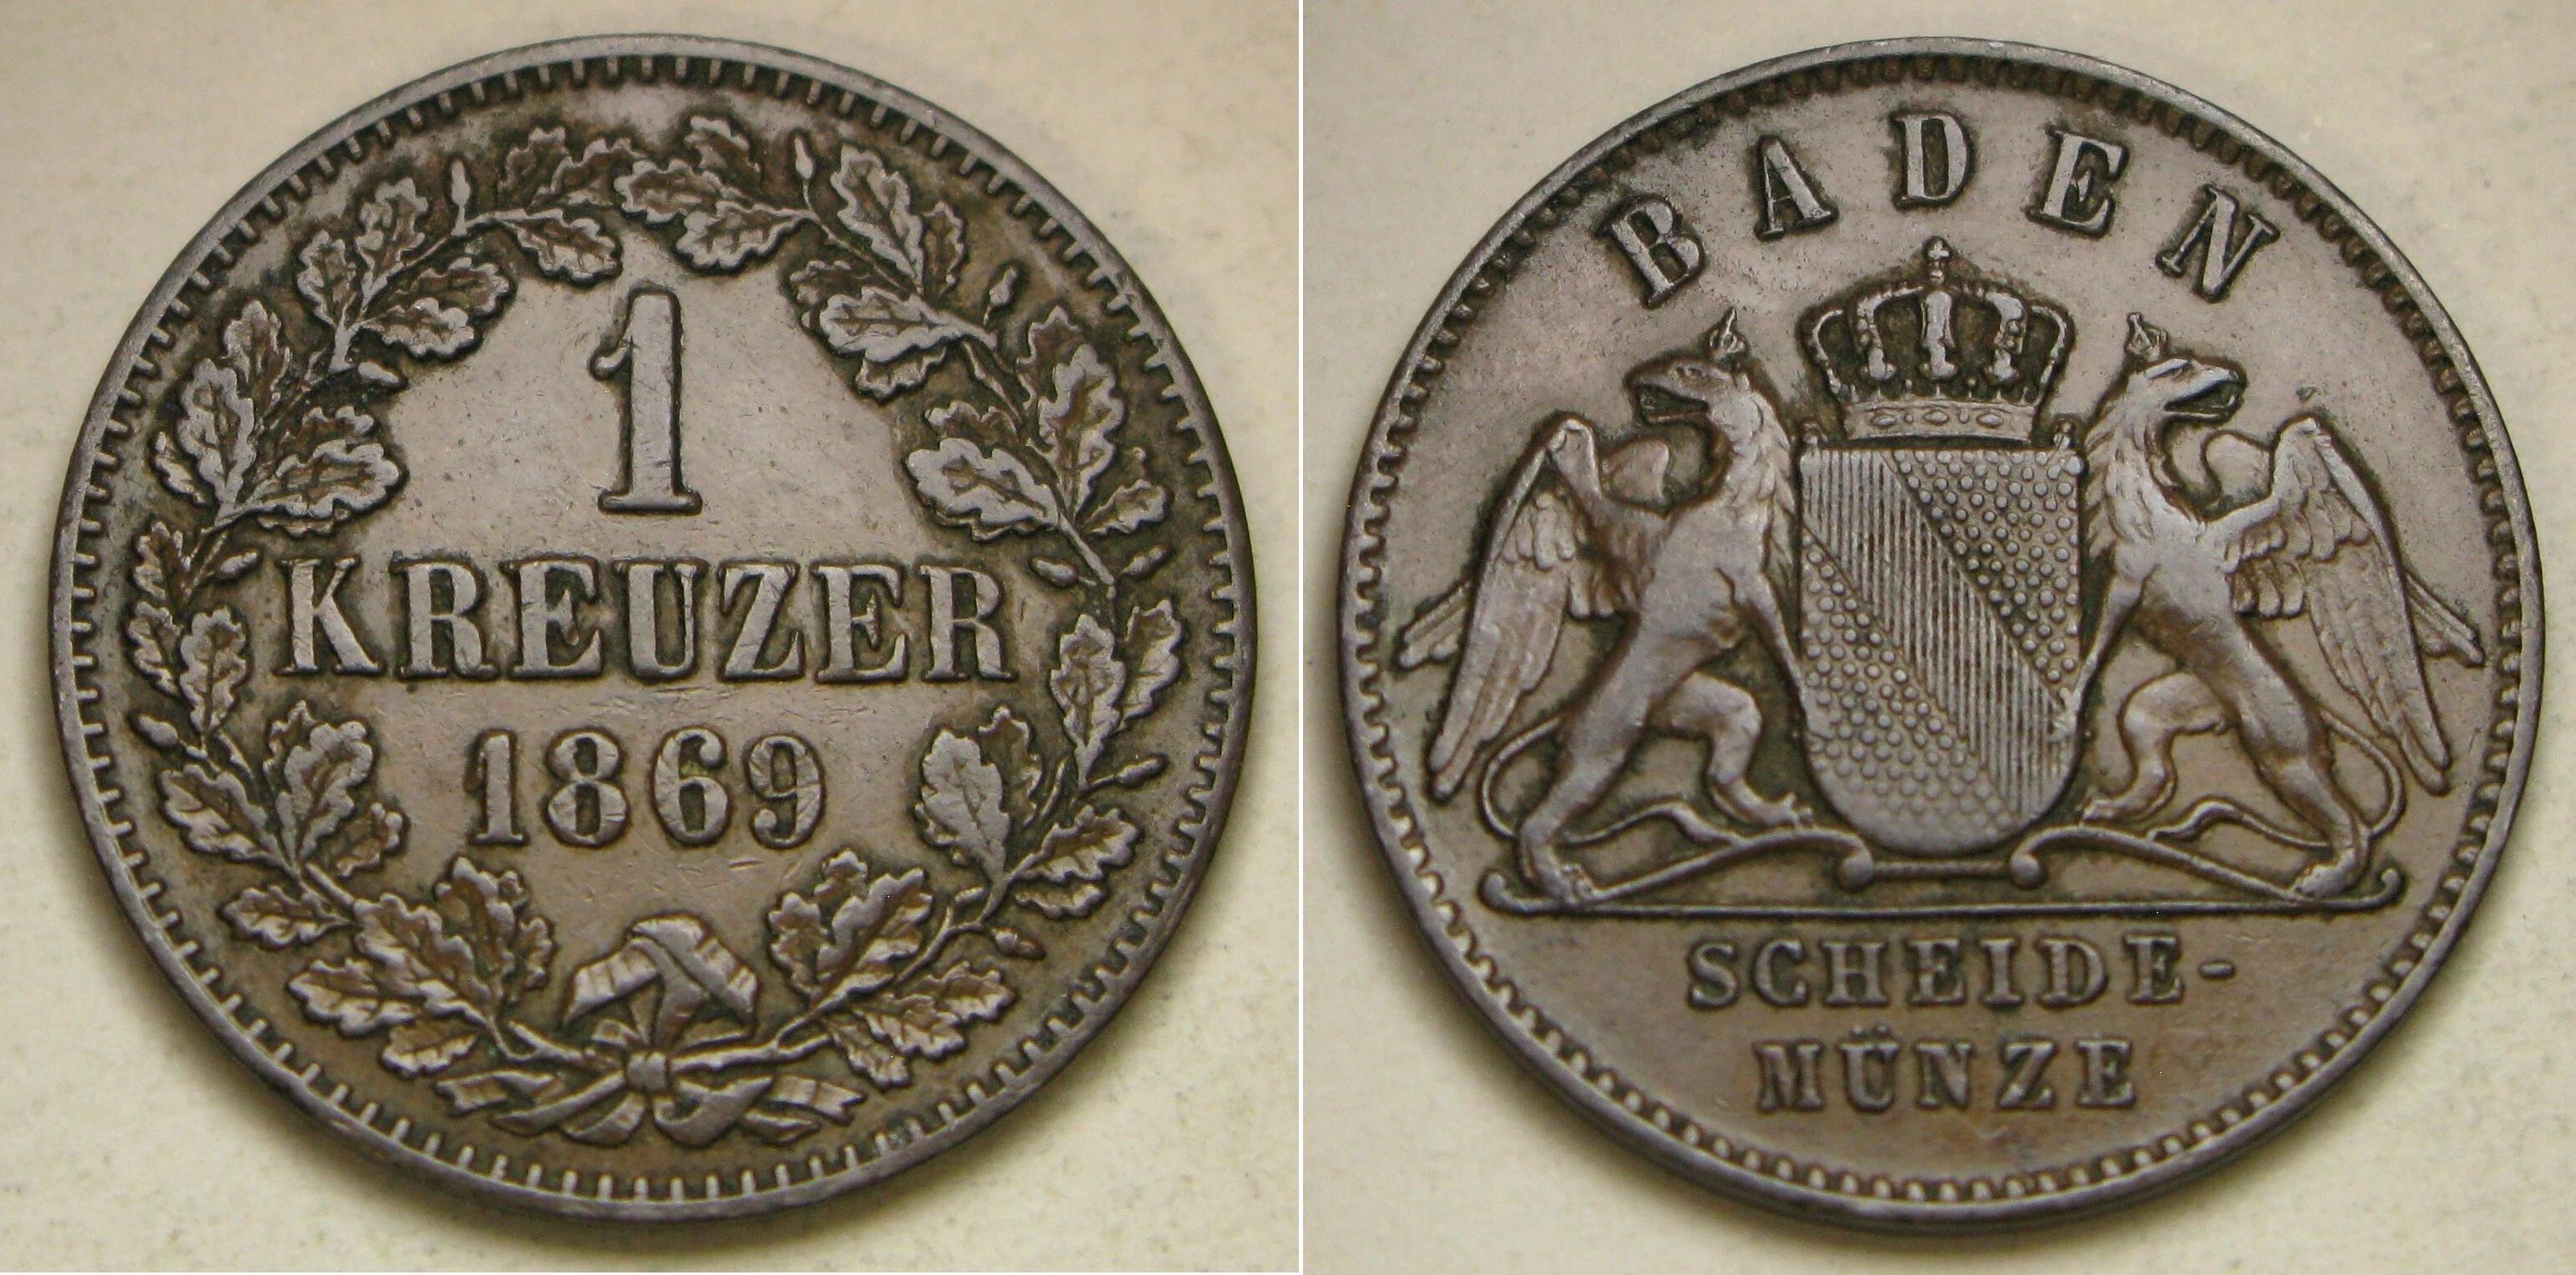 1
KREUZER
1869
BADEN
SCHEIDE-
MÜNZE